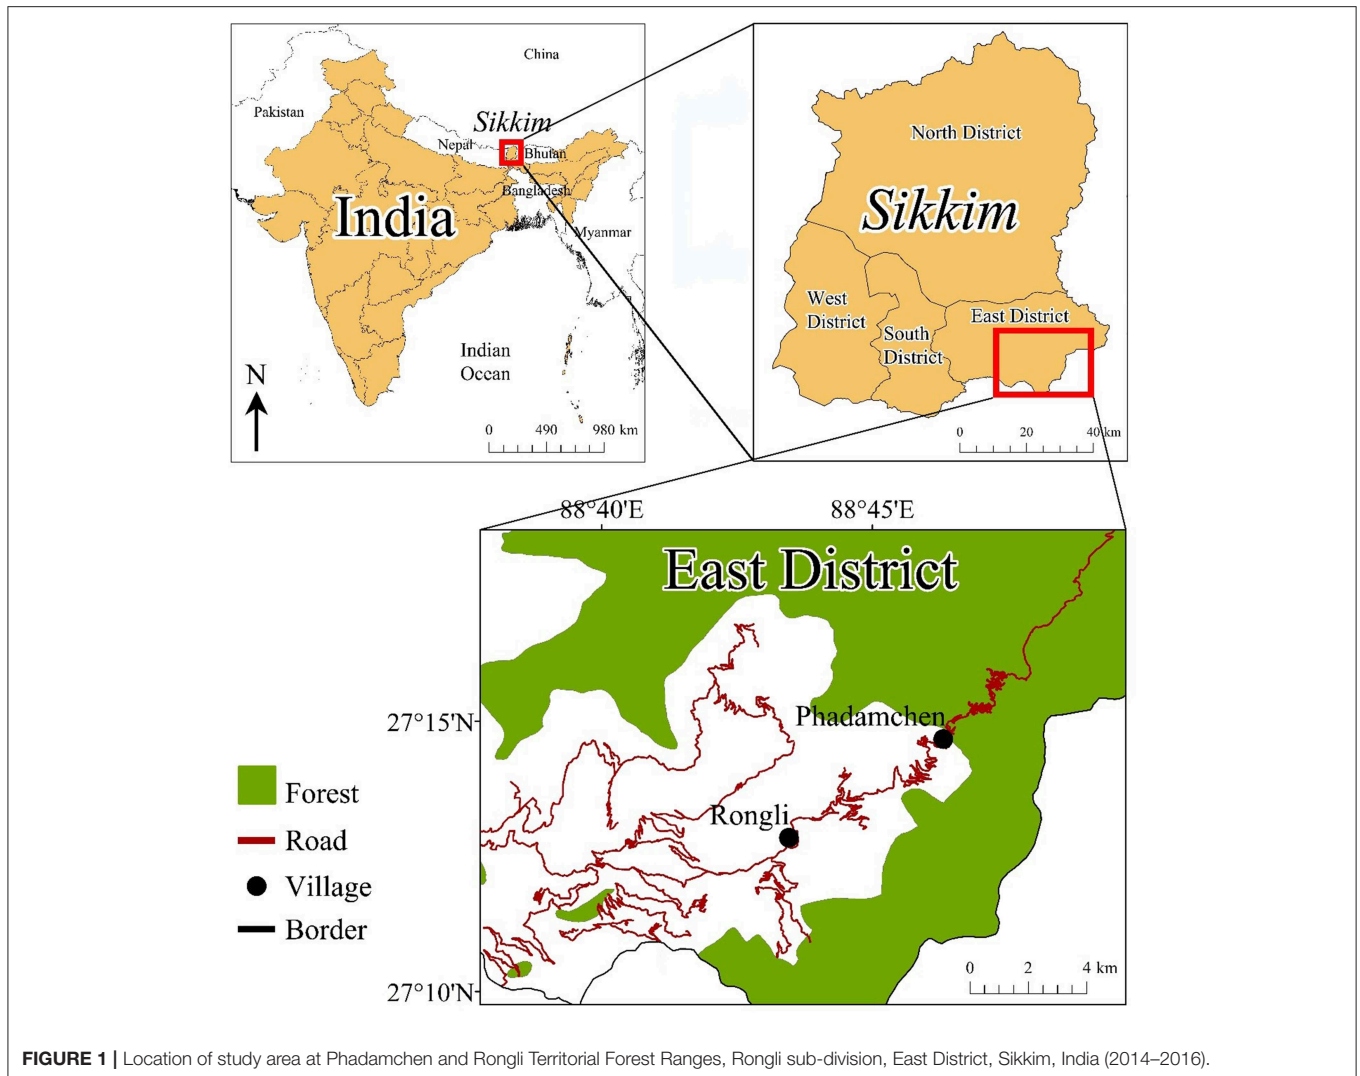 China
Pakistan
Sikkim
Nepal
Bhutan
Bangladesh
India
Myanmar
Indian
Ocean
N
0 490 980 km
North District
Sikkim
West
District
East District
South
District
0 20 40 km
88°40'E 88°45'E
East District
27°15'N
Phadamchen
Rongli
27°10'N
0 2 4 km
Forest
Road
Village
Border
FIGURE 1 | Location of study area at Phadamchen and Rongli Territorial Forest Ranges, Rongli sub-division, East District, Sikkim, India (2014–2016).